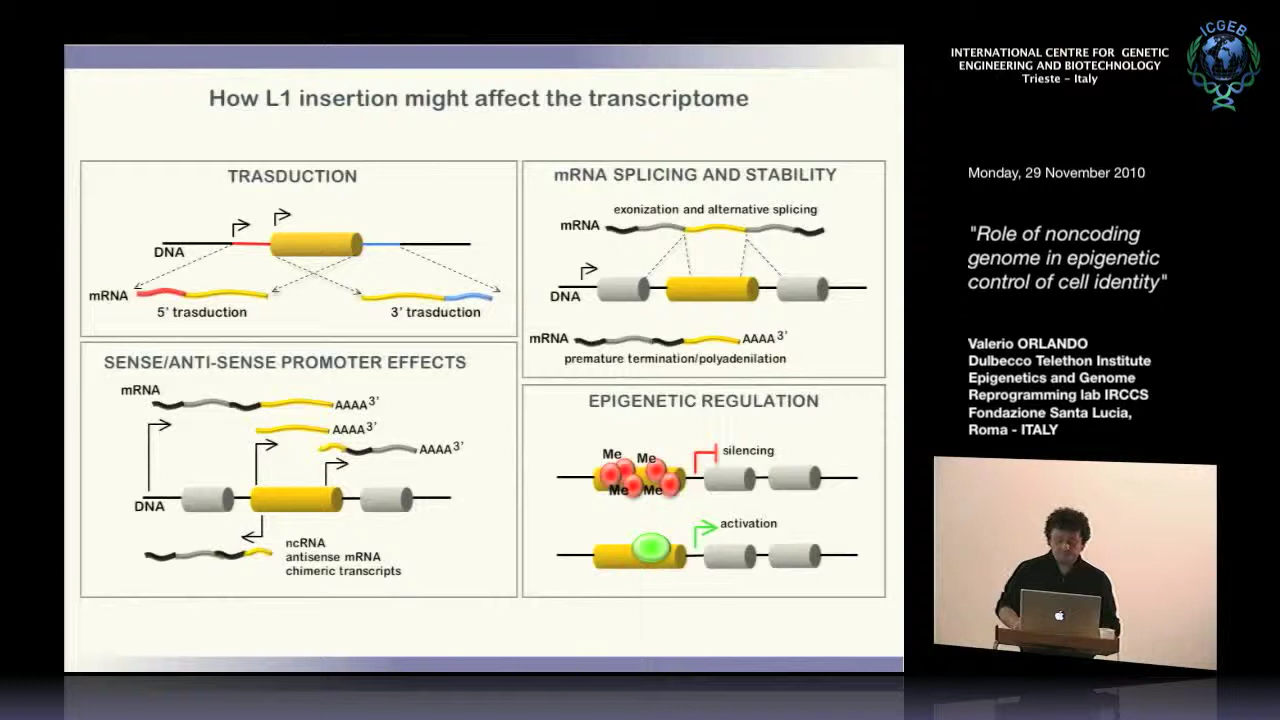 How L1 insertion might affect the transcriptome
TRASDUCTION
DNA
mRNA
5' trasduction
3' trasduction
mRNA SPLICING AND STABILITY
exonization and alternative splicing
mRNA
DNA
mRNA
AAAA 3'
premature termination/polyadenilation
SENSE/ANTI-SENSE PROMOTER EFFECTS
mRNA
AAAA 3'
AAAA 3'
AAAA 3'
DNA
ncRNA
antisense mRNA
chimeric transcripts
EPIGENETIC REGULATION
Me
Me
silencing
Me
Me
activation
INTERNATIONAL CENTRE FOR GENETIC
ENGINEERING AND BIOTECHNOLOGY
Trieste - Italy
ICGEB
Monday, 29 November 2010
"Role of noncoding
genome in epigenetic
control of cell identity"
Valerio ORLANDO
Dulbecco Telethon Institute
Epigenetics and Genome
Reprogramming lab IRCCS
Fondazione Santa Lucia,
Roma - ITALY